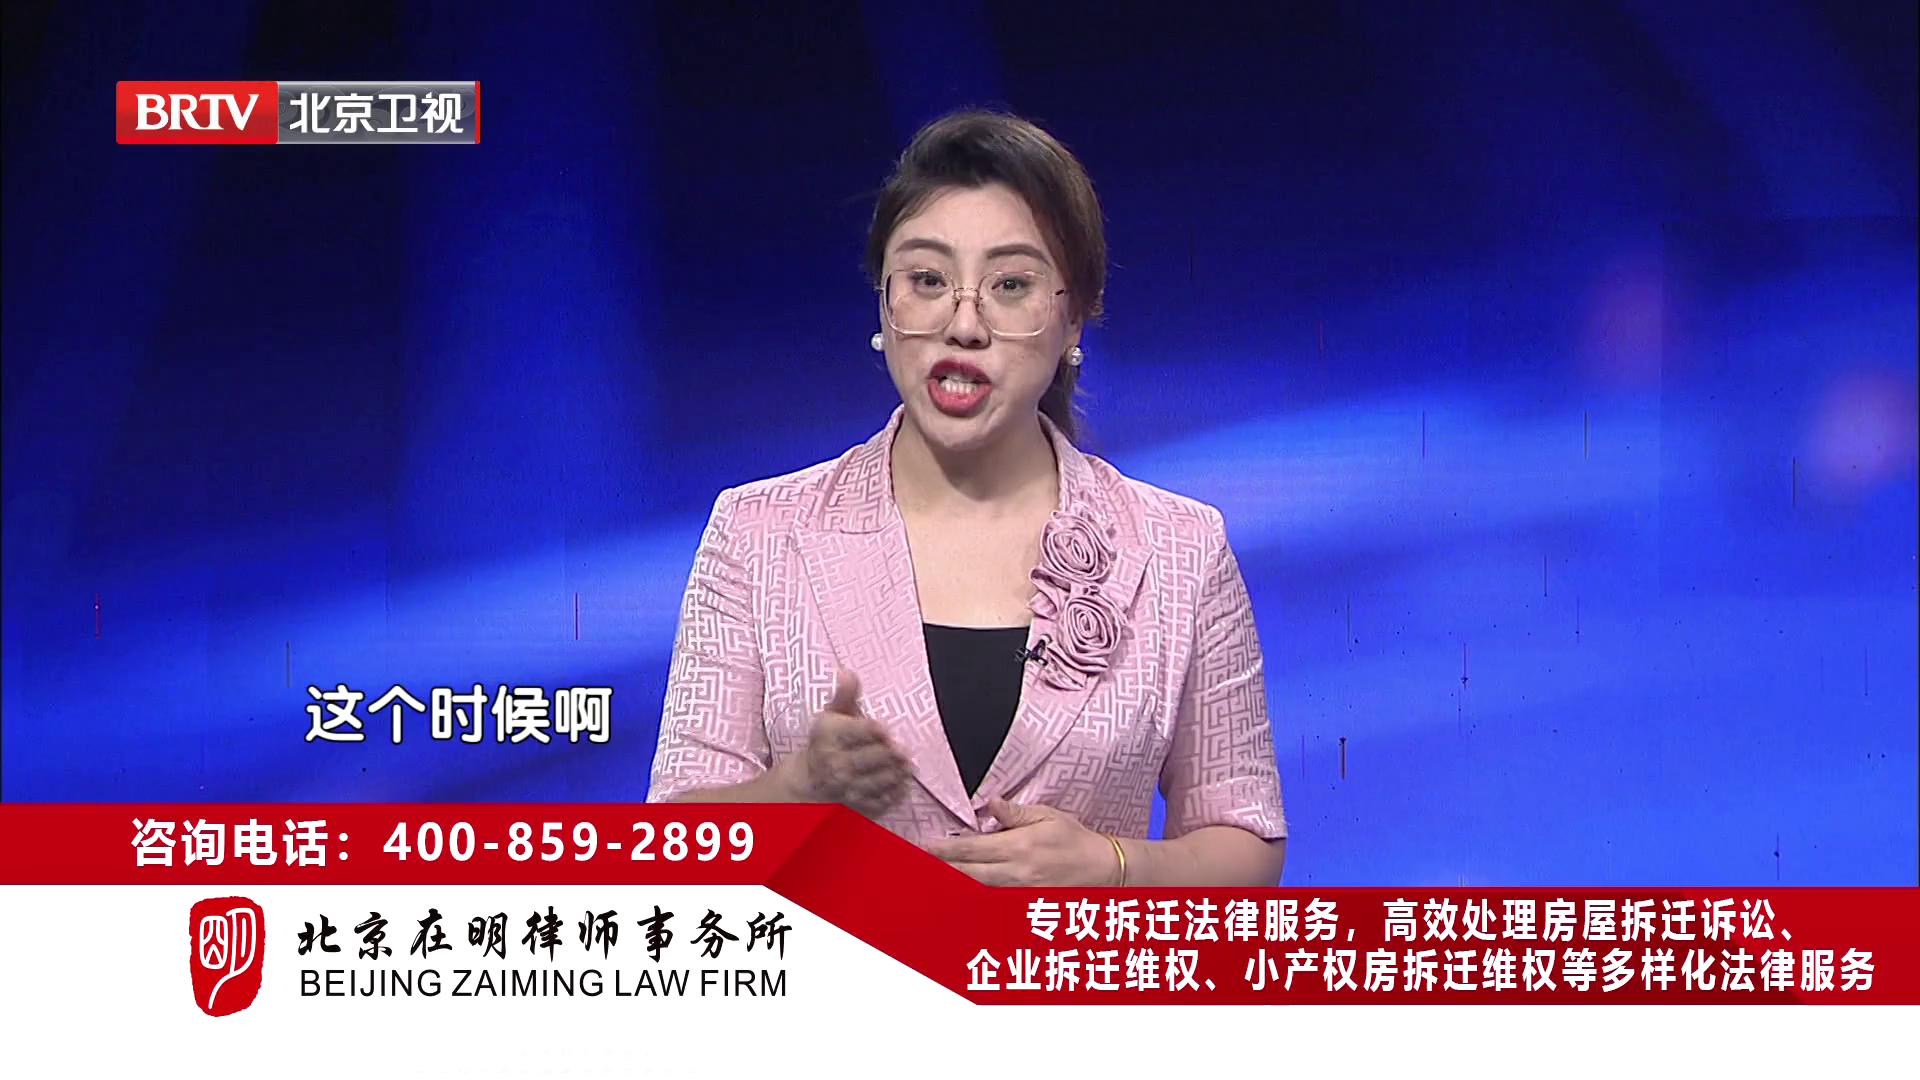 BRTV 北京卫视
这个时候啊
咨询电话：400-859-2899
北京在明律师事务所
BEIJING ZAIMING LAW FIRM
专攻拆迁法律服务，高效处理房屋拆迁诉讼、
企业拆迁维权、小产权房拆迁维权等多样化法律服务